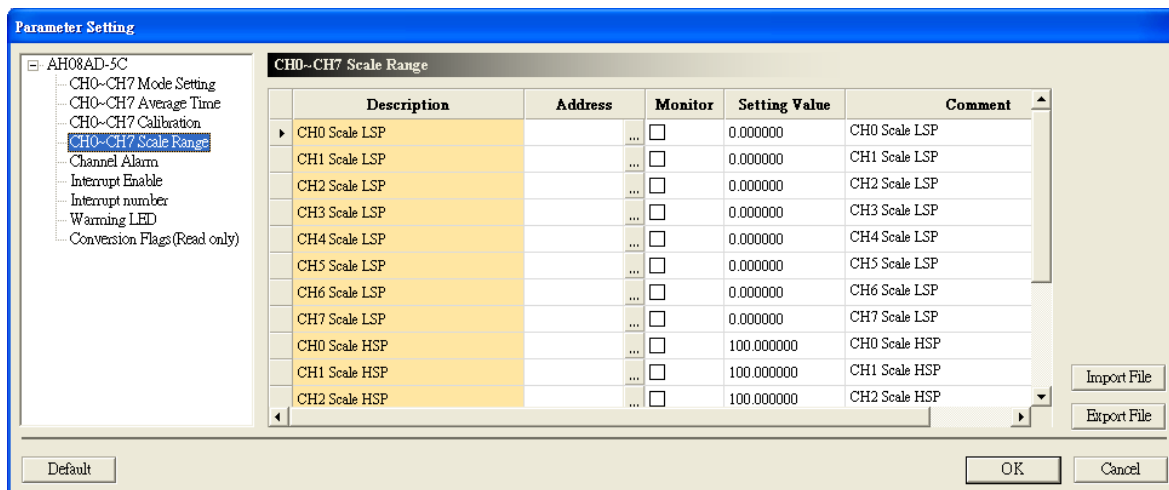 Parameter Setting
AH08AD-5C
CH0~CH7 Mode Setting
CH0~CH7 Average Time
CH0~CH7 Calibration
CH0~CH7 Scale Range
Channel Alarm
Interrupt Enable
Interrupt number
Warming LED
Conversion Flags(Read only)
CH0~CH7 Scale Range
Description Address Monitor Setting Value Comment
CH0 Scale LSP ... 0.000000 CH0 Scale LSP
CH1 Scale LSP ... 0.000000 CH1 Scale LSP
CH2 Scale LSP ... 0.000000 CH2 Scale LSP
CH3 Scale LSP ... 0.000000 CH3 Scale LSP
CH4 Scale LSP ... 0.000000 CH4 Scale LSP
CH5 Scale LSP ... 0.000000 CH5 Scale LSP
CH6 Scale LSP ... 0.000000 CH6 Scale LSP
CH7 Scale LSP ... 0.000000 CH7 Scale LSP
CH0 Scale HSP ... 100.000000 CH0 Scale HSP
CH1 Scale HSP ... 100.000000 CH1 Scale HSP
CH2 Scale HSP ... 100.000000 CH2 Scale HSP
Import File
Export File
Default OK Cancel